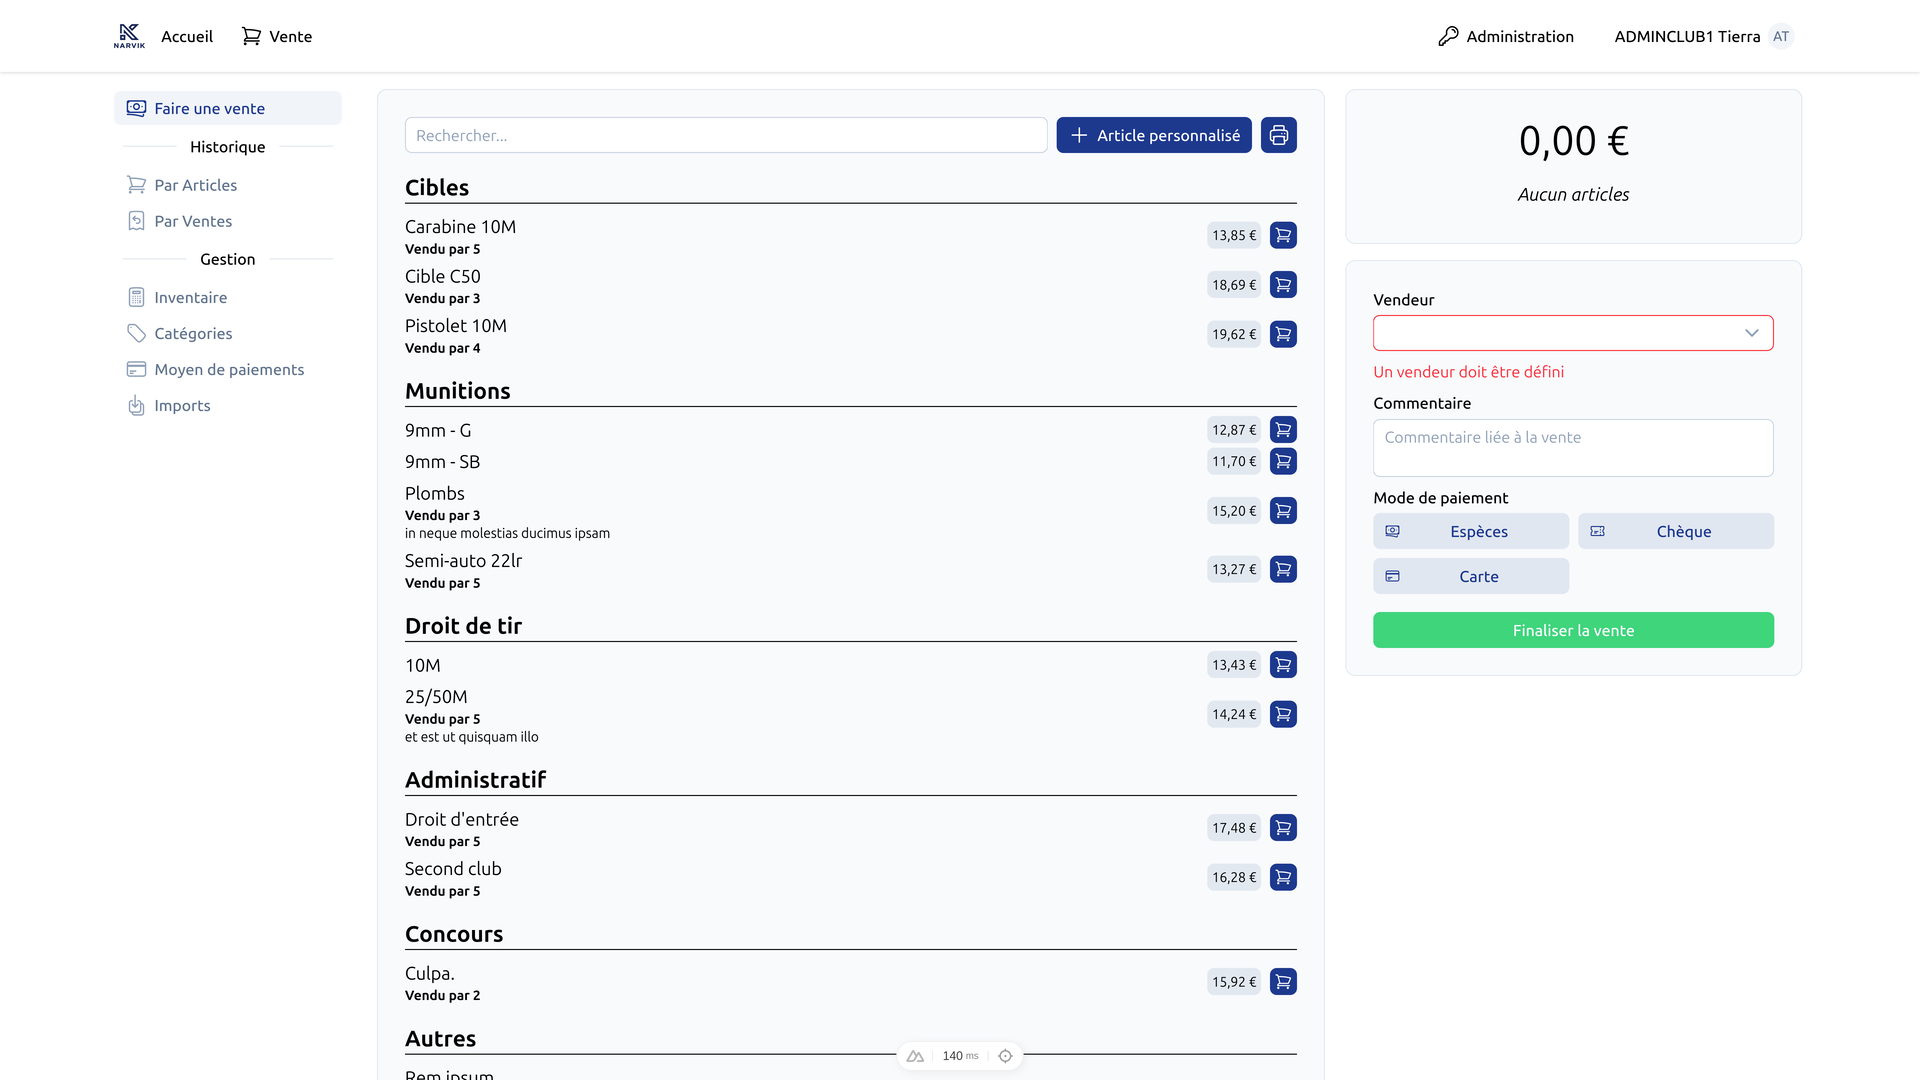 NARVIK
Accueil
Vente
Administration
ADMINCLUB1 Tierra
AT
Faire une vente
Historique
Par Articles
Par Ventes
Gestion
Inventaire
Catégories
Moyen de paiements
Imports
Rechercher...
Article personnalisé
Cibles
Carabine 10M
Vendu par 5
13,85 €
Cible C50
Vendu par 3
18,69 €
Pistolet 10M
Vendu par 4
19,62 €
Munitions
9mm - G
12,87 €
9mm - SB
11,70 €
Plombs
Vendu par 3
in neque molestias ducimus ipsam
15,20 €
Semi-auto 22lr
Vendu par 5
13,27 €
Droit de tir
10M
13,43 €
25/50M
Vendu par 5
et est ut quisquam illo
14,24 €
Administratif
Droit d'entrée
Vendu par 5
17,48 €
Second club
Vendu par 5
16,28 €
Concours
Culpa.
Vendu par 2
15,92 €
Autres
Rem ipsum
140 ms
0,00 €
Aucun articles
Vendeur
Un vendeur doit être défini
Commentaire
Commentaire liée à la vente
Mode de paiement
Espèces
Chèque
Carte
Finaliser la vente